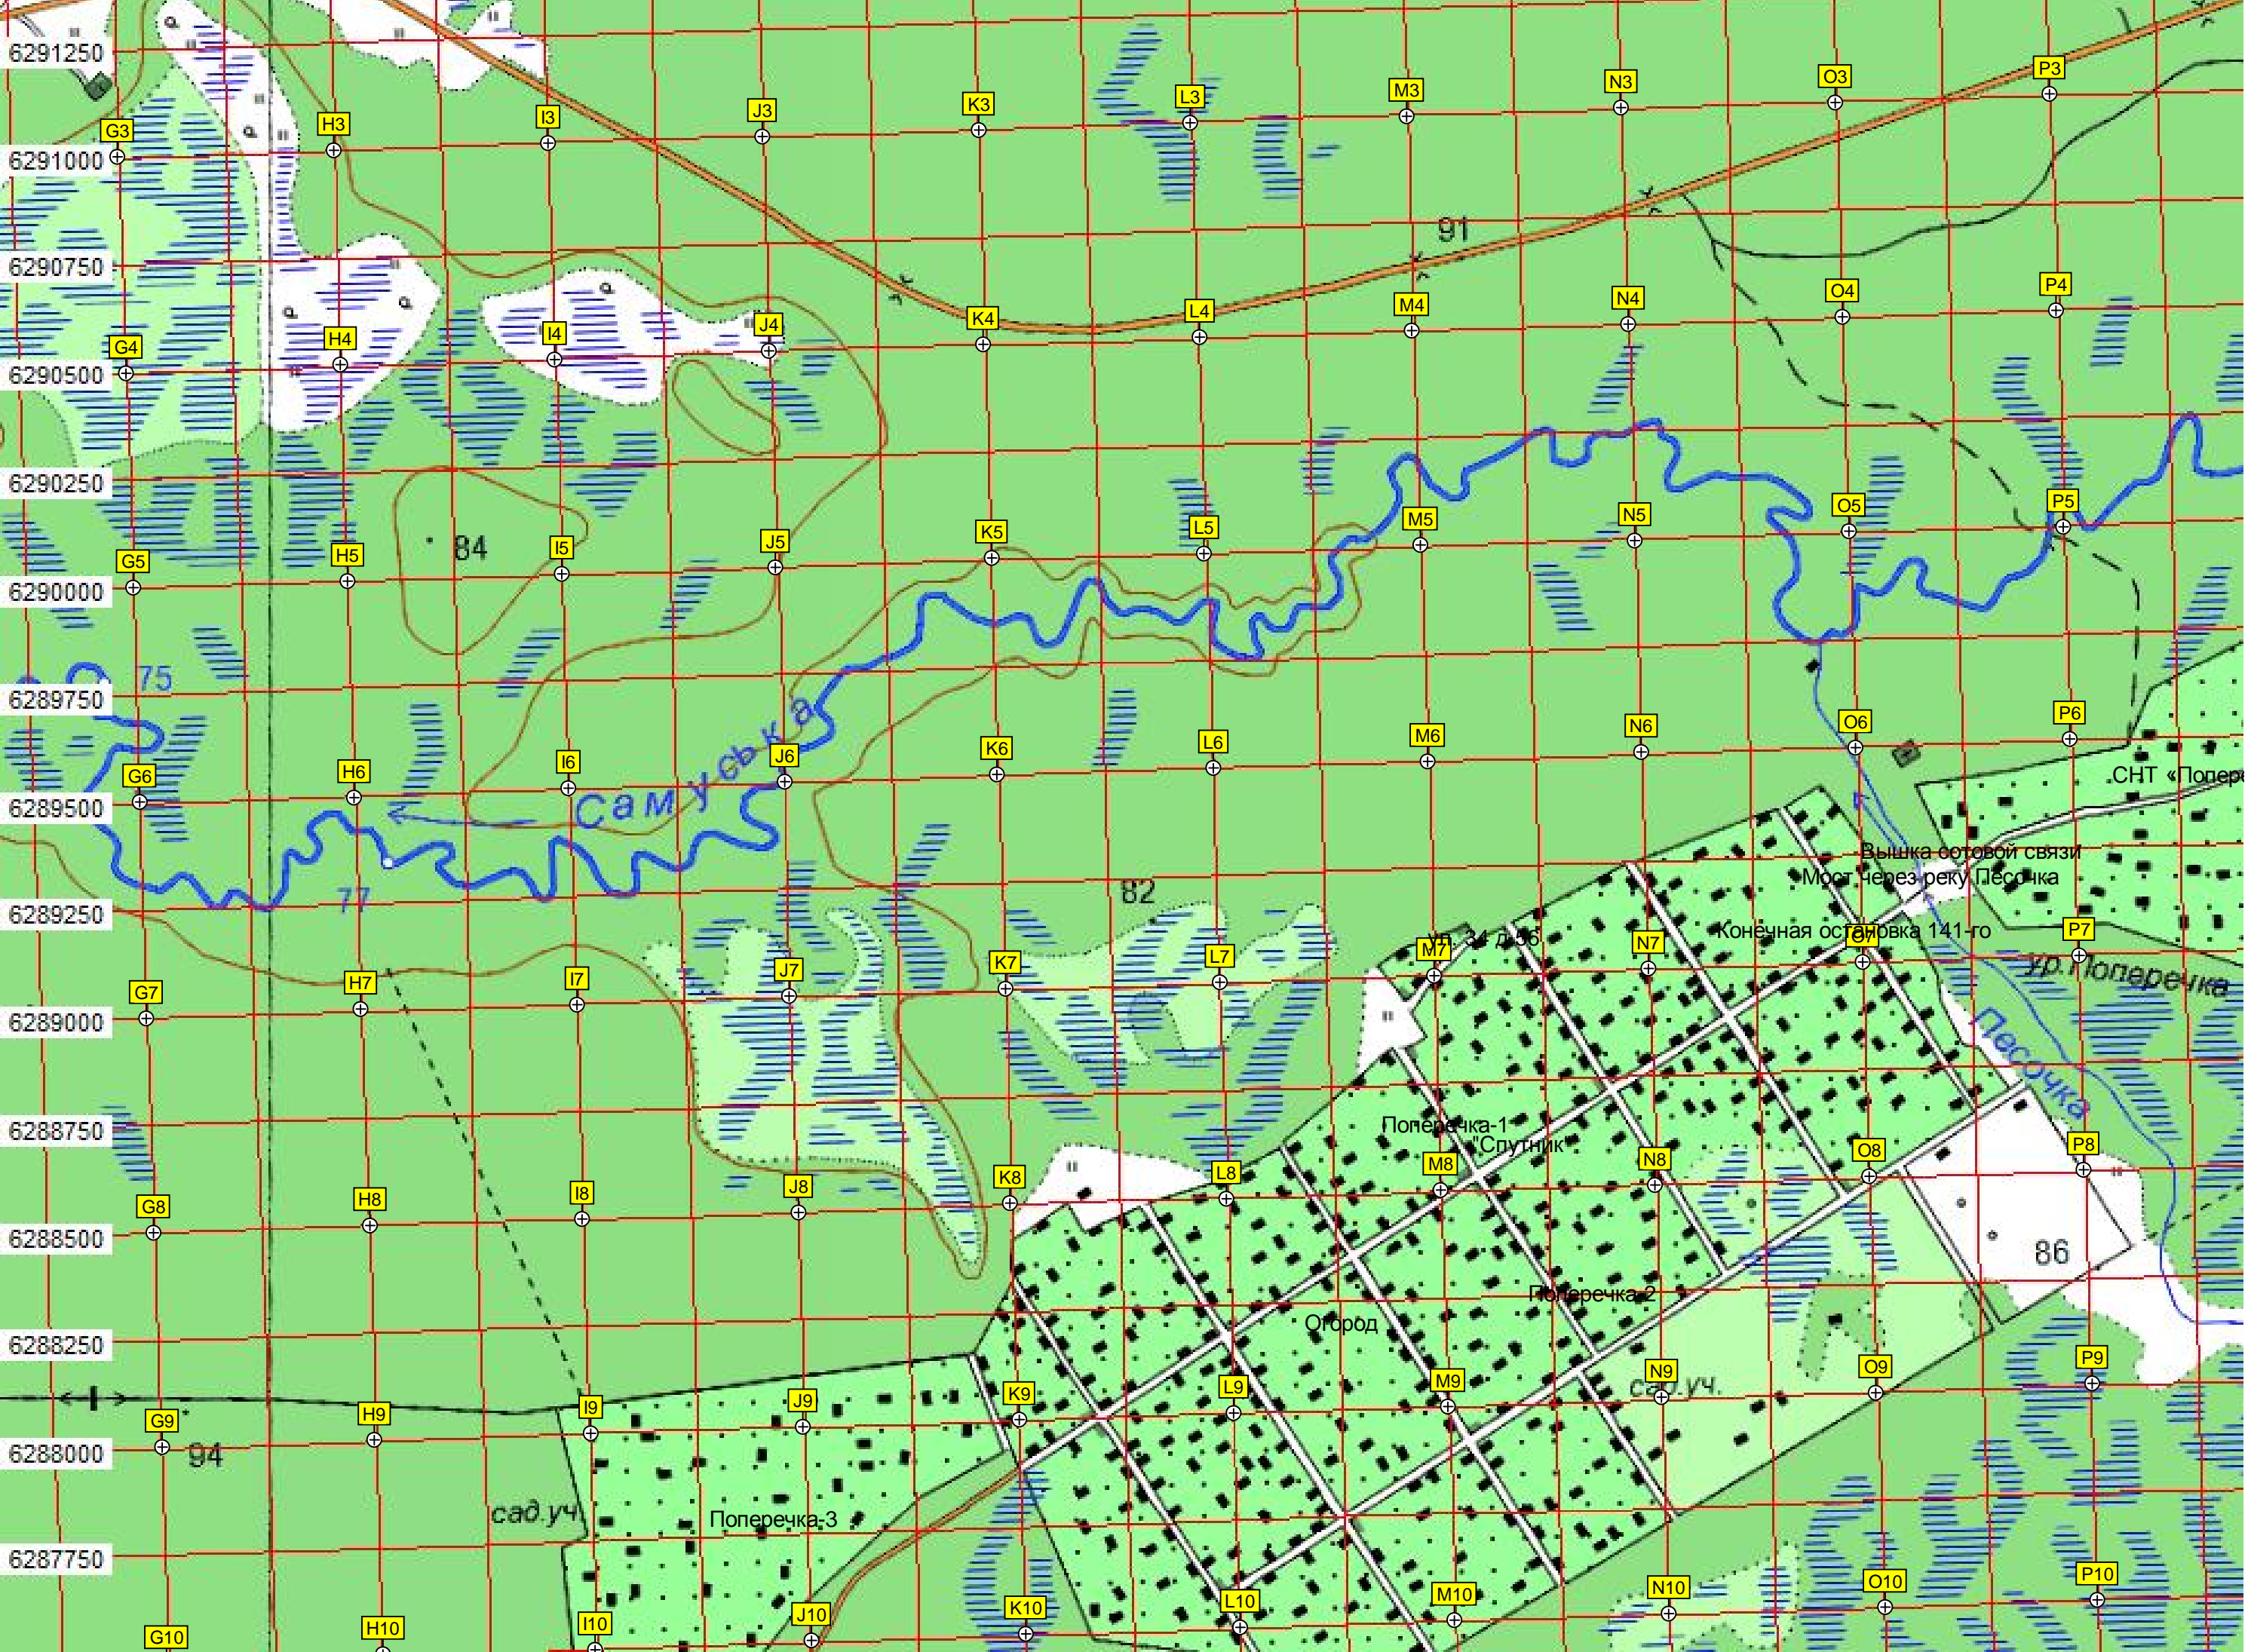 6291250
P3
O3
N3
M3
L3
K3
J3
I3
H3
G3
6291000
91
6290750
P4
O4
N4
M4
L4
K4
J4
I4
H4
G4
6290500
6290250
P5
O5
N5
M5
L5
K5
J5
I5
H5
G5
84
6290000
75
6289750
Самуська
P6
O6
N6
M6
L6
K6
J6
I6
H6
G6
СНТ «Попере
6289500
Вышка сотовой связи
Мост через реку Песочка
77
82
6289250
Конечная остановка 141-го
ул. 34 д.56
P7
O7
N7
M7
L7
K7
J7
I7
H7
G7
ур. Поперечка
6289000
Песочка
6288750
Поперечка-1
"Спутник"
P8
O8
N8
M8
L8
K8
J8
I8
H8
G8
6288500
86
Поперечка-2
Огород
6288250
P9
O9
N9
M9
L9
K9
J9
I9
H9
G9
сад.уч.
6288000
94
сад.уч.
Поперечка-3
6287750
P10
O10
N10
M10
L10
K10
J10
I10
H10
G10